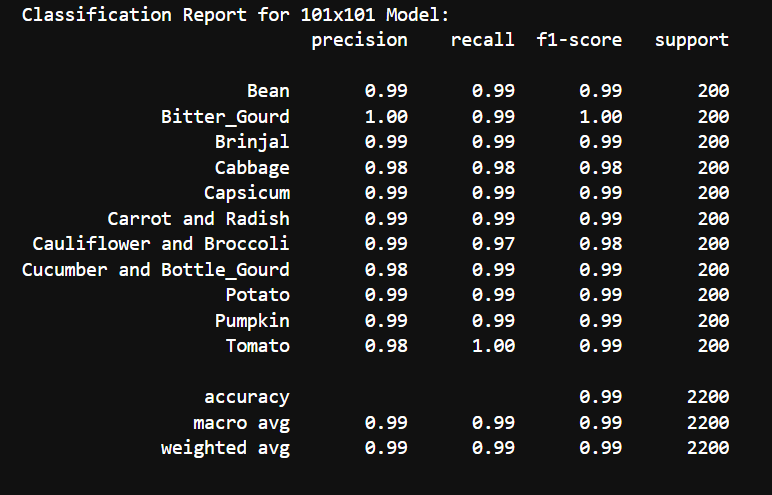 Classification Report for 101x101 Model:
precision recall f1-score support
Bean 0.99 0.99 0.99 200
Bitter_Gourd 1.00 0.99 1.00 200
Brinjal 0.99 0.99 0.99 200
Cabbage 0.98 0.98 0.98 200
Capsicum 0.99 0.99 0.99 200
Carrot and Radish 0.99 0.99 0.99 200
Cauliflower and Broccoli 0.99 0.97 0.98 200
Cucumber and Bottle_Gourd 0.98 0.99 0.99 200
Potato 0.99 0.99 0.99 200
Pumpkin 0.99 0.99 0.99 200
Tomato 0.98 1.00 0.99 200
accuracy 0.99 2200
macro avg 0.99 0.99 0.99 2200
weighted avg 0.99 0.99 0.99 2200